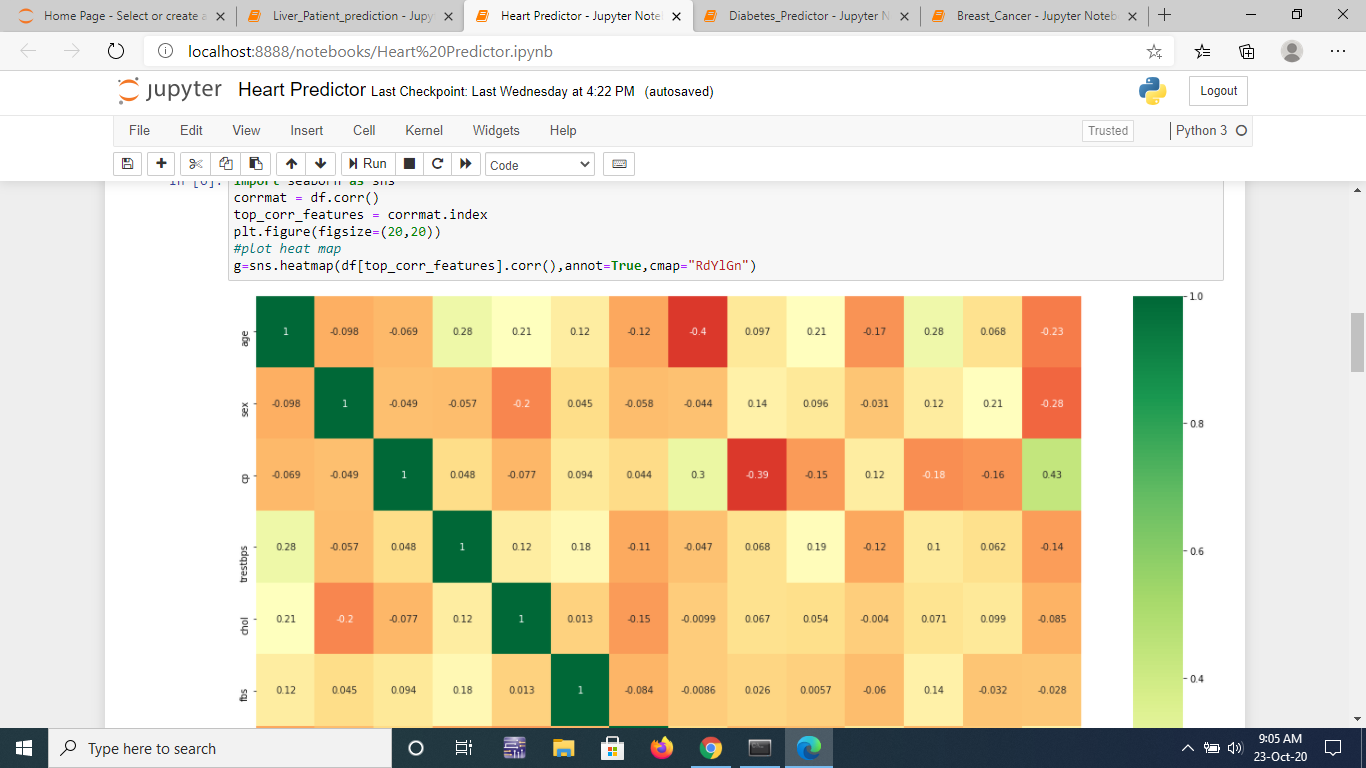 Home Page - Select or create a
Liver_Patient_prediction - Jupy
Heart Predictor - Jupyter Note
Diabetes_Predictor - Jupyter N
Breast_Cancer - Jupyter Noteb
localhost:8888/notebooks/Heart%20Predictor.ipynb
jupyter Heart Predictor Last Checkpoint: Last Wednesday at 4:22 PM (autosaved)
Logout
File Edit View Insert Cell Kernel Widgets Help
Trusted
Python 3
Run
Code
In [6]: import seaborn as sns
corrmat = df.corr()
top_corr_features = corrmat.index
plt.figure(figsize=(20,20))
#plot heat map
g=sns.heatmap(df[top_corr_features].corr(),annot=True,cmap="RdYlGn")
age 1 -0.098 -0.069 0.28 0.21 0.12 -0.12 -0.4 0.097 0.21 -0.17 0.28 0.068 -0.23
sex -0.098 1 -0.049 -0.057 -0.2 0.045 -0.058 -0.044 0.14 0.096 -0.031 0.12 0.21 -0.28
cp -0.069 -0.049 1 0.048 -0.077 0.094 0.044 0.3 -0.39 -0.15 0.12 -0.18 -0.16 0.43
trestbps 0.28 -0.057 0.048 1 0.12 0.18 -0.11 -0.047 0.068 0.19 -0.12 0.1 0.062 -0.14
chol 0.21 -0.2 -0.077 0.12 1 0.013 -0.15 -0.0099 0.067 0.054 -0.004 0.071 0.099 -0.085
fbs 0.12 0.045 0.094 0.18 0.013 1 -0.084 -0.0086 0.026 0.0057 -0.06 0.14 -0.032 -0.028
1.0
0.8
0.6
0.4
Type here to search
9:05 AM
23-Oct-20